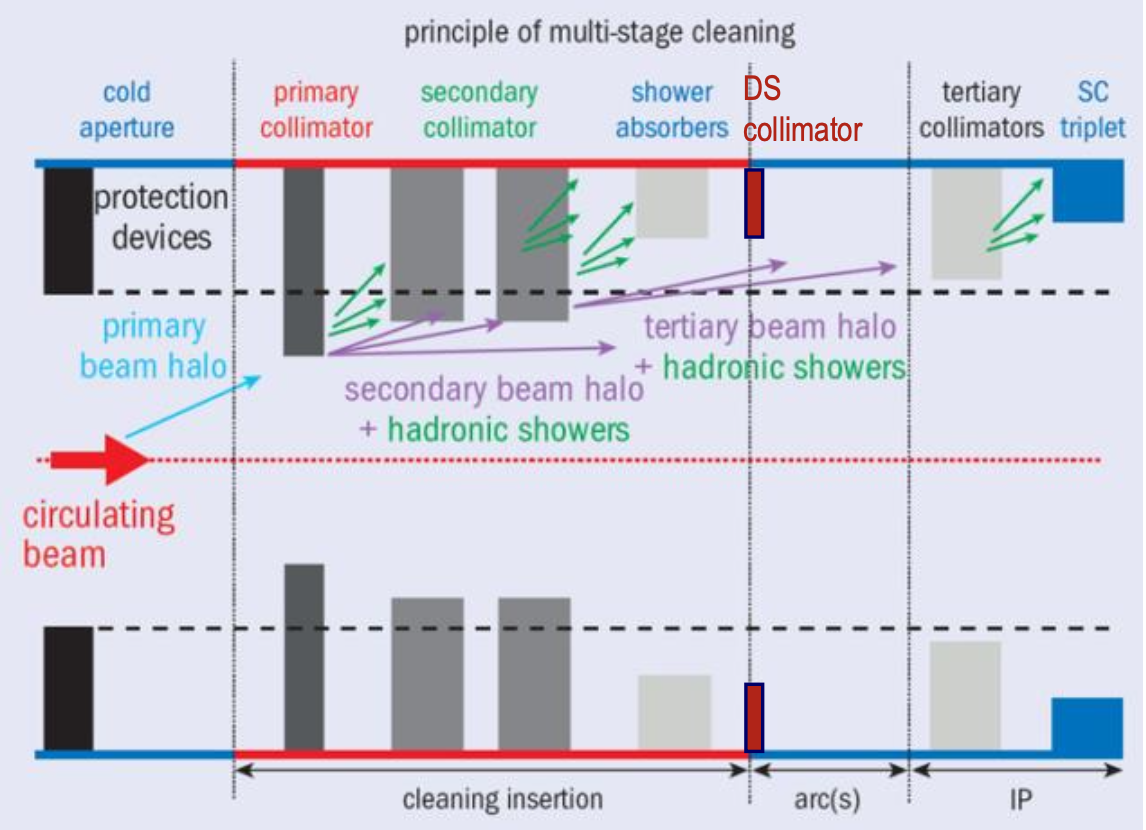 principle of multi-stage cleaning
cold
aperture
primary
collimator
secondary
collimator
shower
absorbers
DS
collimator
tertiary
collimators
SC
triplet
protection
devices
primary
beam halo
tertiary beam halo
+ hadronic showers
secondary beam halo
+ hadronic showers
circulating
beam
cleaning insertion
arc(s)
IP